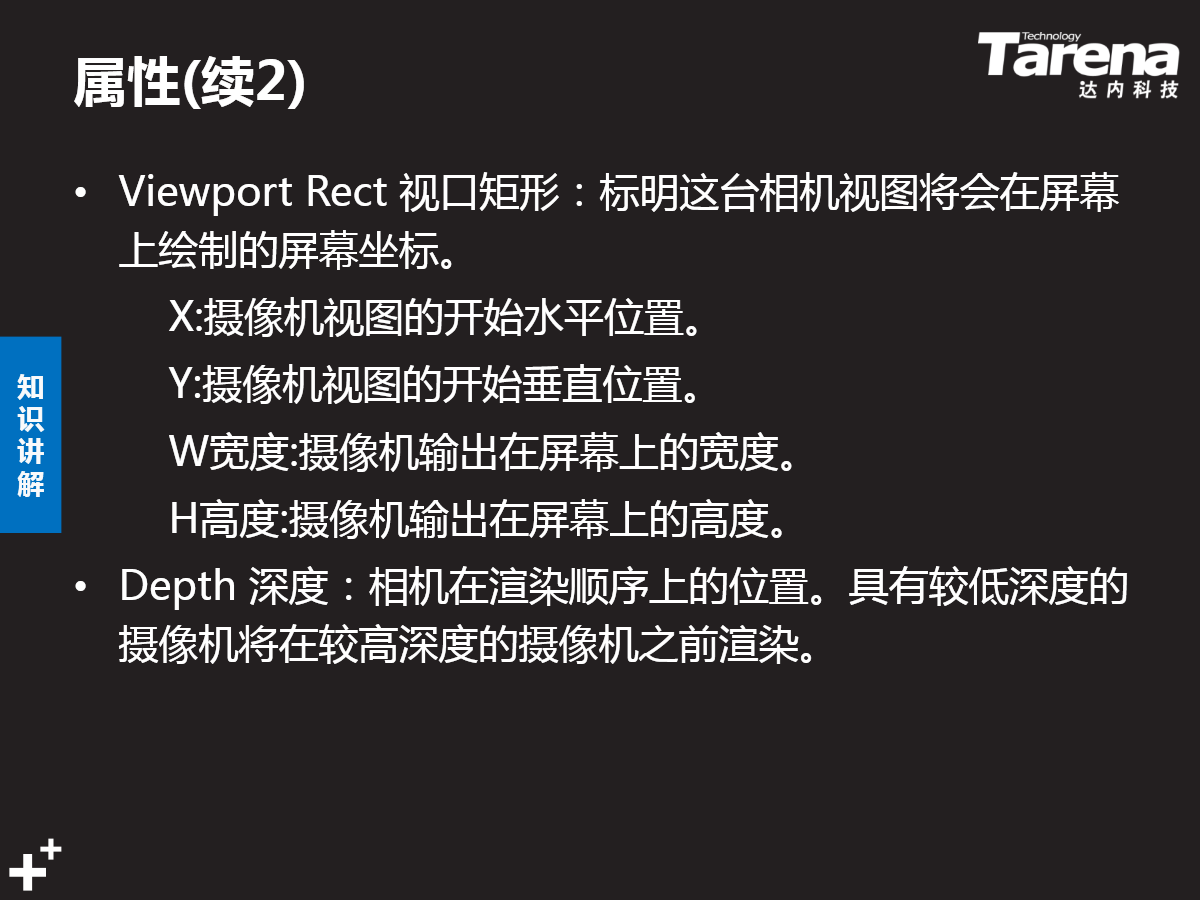 属性(续2)
Technology
Tarena
达内科技
• Viewport Rect 视口矩形：标明这台相机视图将会在屏幕
上绘制的屏幕坐标。
X:摄像机视图的开始水平位置。
Y:摄像机视图的开始垂直位置。
W宽度:摄像机输出在屏幕上的宽度。
H高度:摄像机输出在屏幕上的高度。
• Depth 深度：相机在渲染顺序上的位置。具有较低深度的
摄像机将在较高深度的摄像机之前渲染。
知
识
讲
解